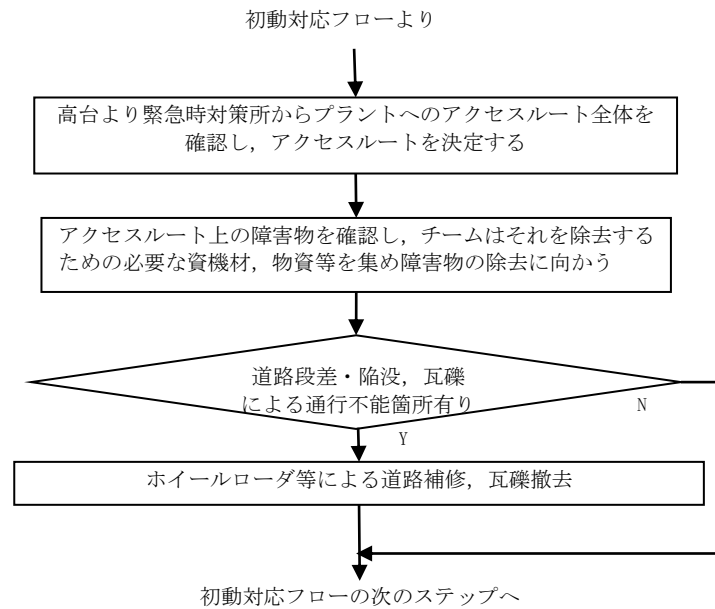 初動対応フローより
高台より緊急時対策所からプラントへのアクセスルート全体を
確認し，アクセスルートを決定する
アクセスルート上の障害物を確認し，チームはそれを除去する
ための必要な資機材，物資等を集め障害物の除去に向かう
道路段差・陥没，瓦礫
による通行不能箇所有り
N
Y
ホイールローダ等による道路補修，瓦礫撤去
初動対応フローの次のステップへ